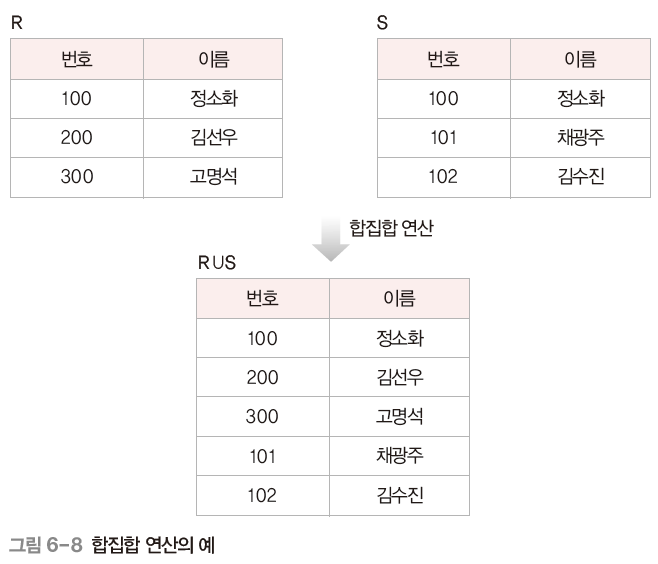 R
번호 이름
100 정소화
200 김선우
300 고명석
S
번호 이름
100 정소화
101 채광주
102 김수진
합집합 연산
R∪S
번호 이름
100 정소화
200 김선우
300 고명석
101 채광주
102 김수진
그림 6-8 합집합 연산의 예